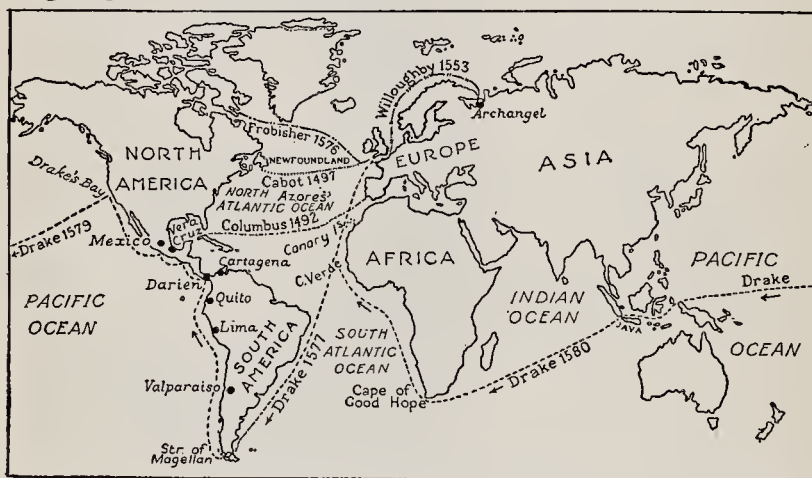 Willoughby 1553
Archangel
Frobisher 1576
NORTH
AMERICA
NEWFOUNDLAND
EUROPE
ASIA
Cabot 1497
Drake's Bay
NORTH Azores
ATLANTIC OCEAN
Columbus 1492
Vera
Cruz
Mexico
Canary Is.
Drake 1579
Cartagena
C. Verde
AFRICA
PACIFIC
Darien
INDIAN
OCEAN
Drake
PACIFIC
OCEAN
Quito
Lima
SOUTH
AMERICA
SOUTH
ATLANTIC
OCEAN
JAVA
OCEAN
Drake 1577
Drake 1580
Valparaiso
Cape of
Good Hope
Str. of
Magellan